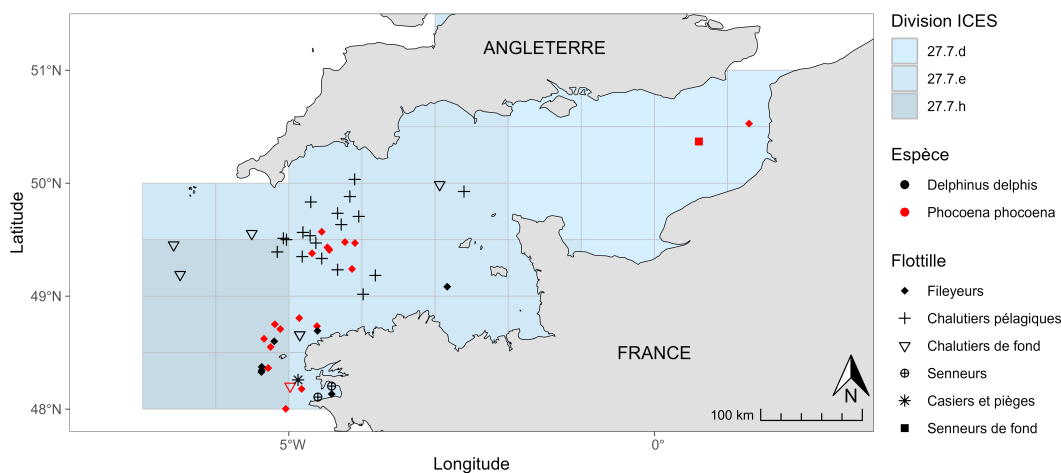 ANGLETERRE
FRANCE
51°N
50°N
49°N
48°N
Latitude
5°W
0°
Longitude
100 km
N
Division ICES
27.7.d
27.7.e
27.7.h
Espèce
Delphinus delphis
Phocoena phocoena
Flottille
Fileyeurs
Chalutiers pélagiques
Chalutiers de fond
Senneurs
Casiers et pièges
Senneurs de fond